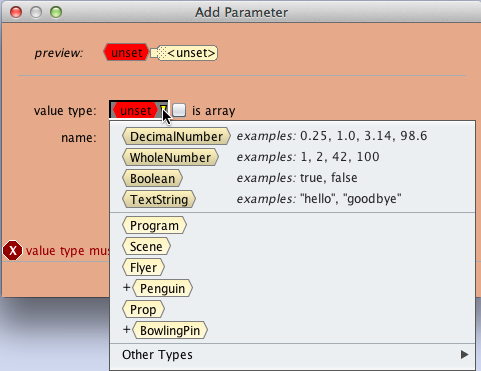 Add Parameter
preview: unset <unset>
value type: unset is array
name:
DecimalNumber examples: 0.25, 1.0, 3.14, 98.6
WholeNumber examples: 1, 2, 42, 100
Boolean examples: true, false
TextString examples: "hello", "goodbye"
Program
Scene
Flyer
+ Penguin
Prop
+ BowlingPin
Other Types
X value type mus